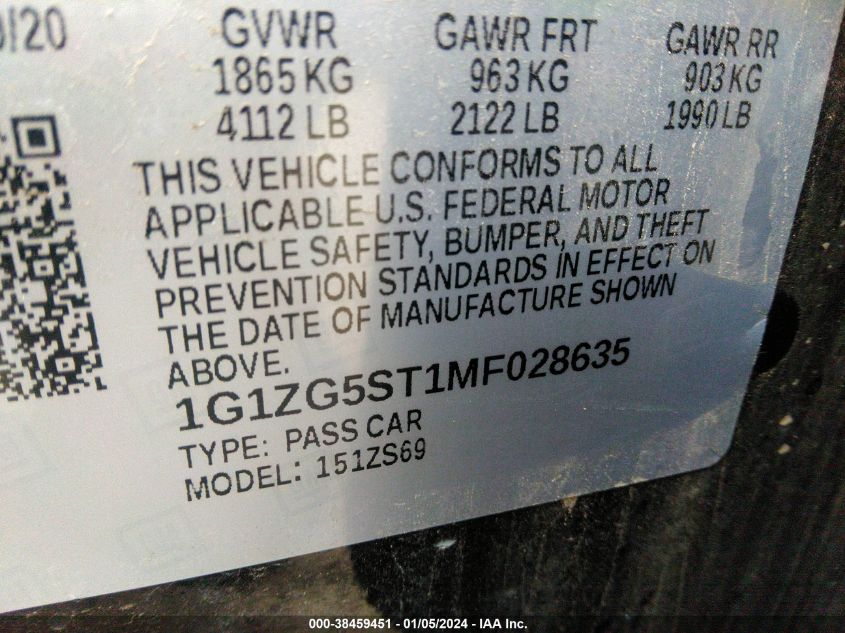 0/20 GVWR GAWR FRT GAWR RR
1865 KG 963 KG 903 KG
4112 LB 2122 LB 1990 LB
THIS VEHICLE CONFORMS TO ALL
APPLICABLE U.S. FEDERAL MOTOR
VEHICLE SAFETY, BUMPER, AND THEFT
PREVENTION STANDARDS IN EFFECT ON
THE DATE OF MANUFACTURE SHOWN
ABOVE.
1G1ZG5ST1MF028635
TYPE: PASS CAR
MODEL: 151ZS69
000-38459451 - 01/05/2024 - IAA Inc.